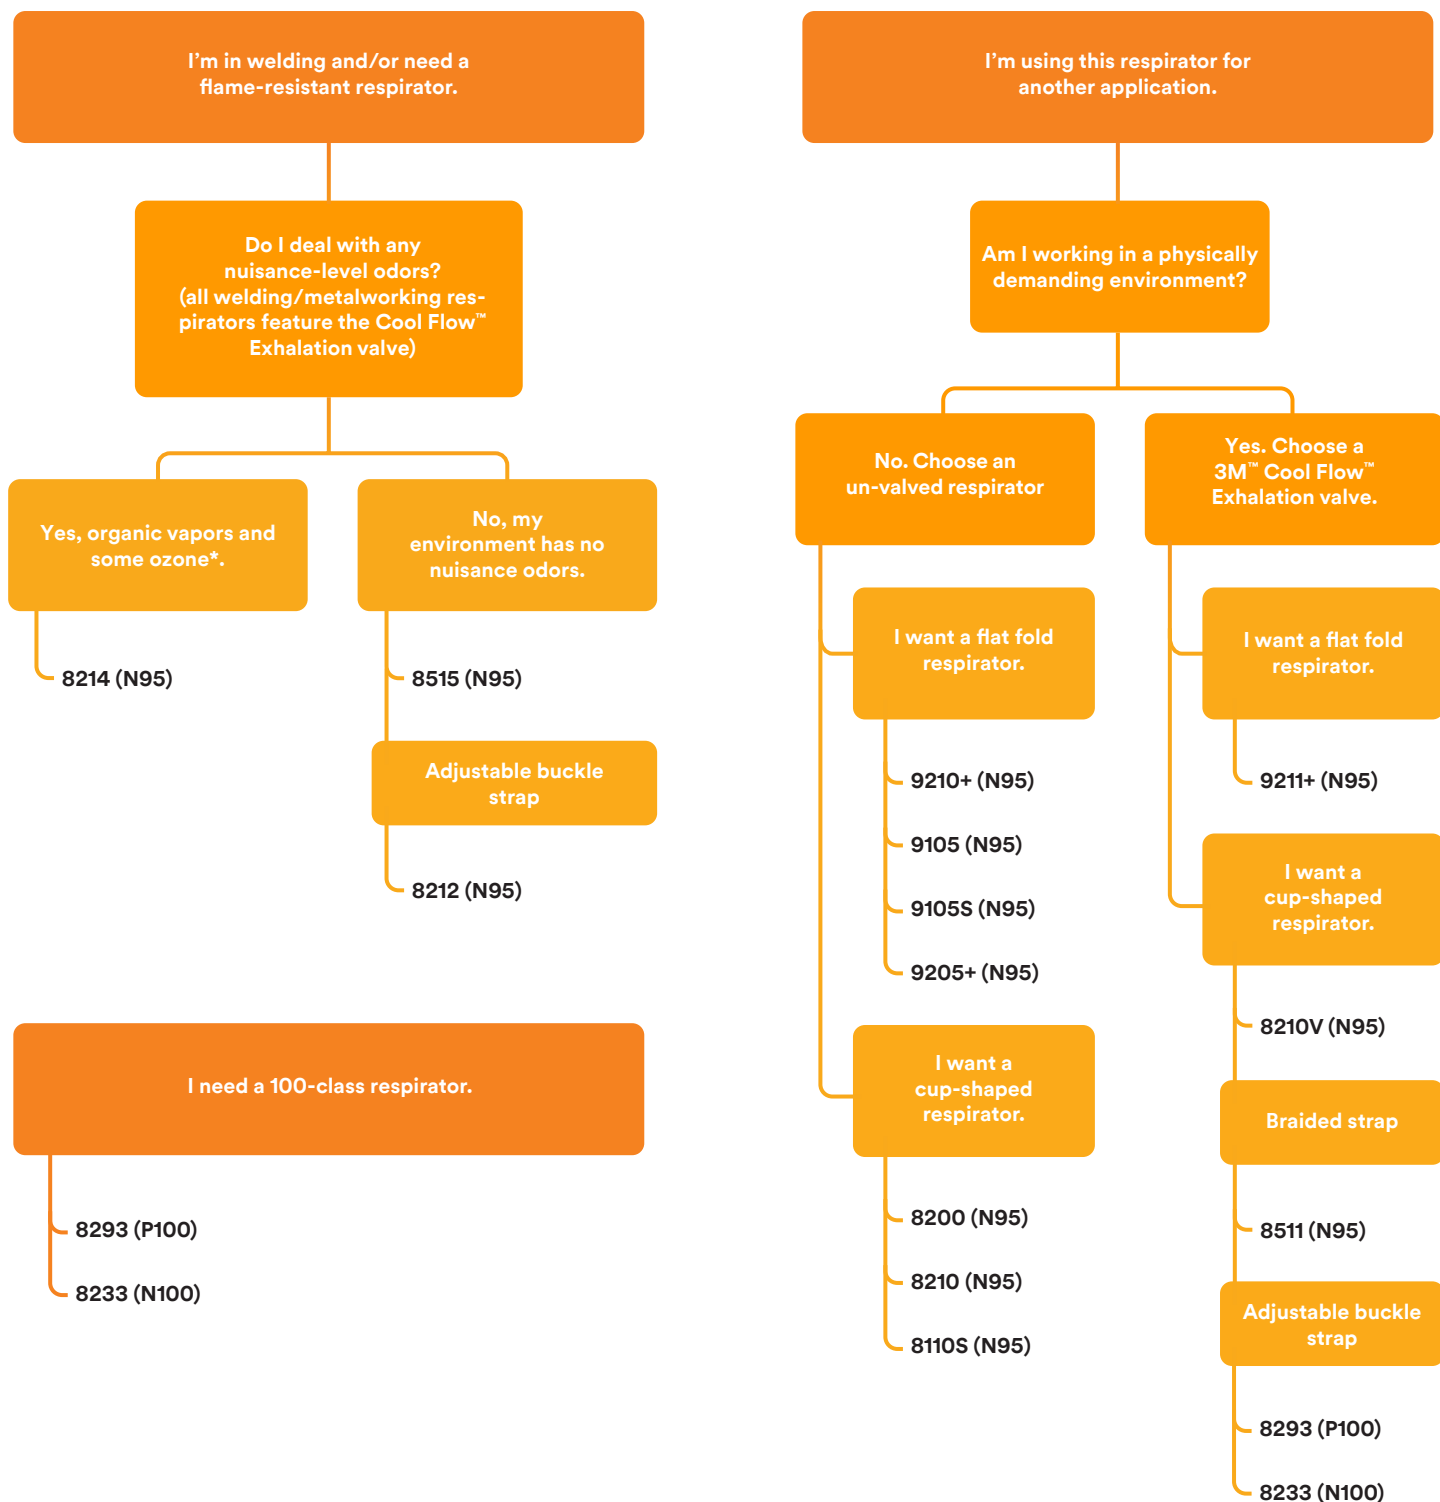 I’m in welding and/or need a
flame-resistant respirator.
Do I deal with any
nuisance-level odors?
(all welding/metalworking res-
pirators feature the Cool Flow™
Exhalation valve)
Yes, organic vapors and
some ozone*.
8214 (N95)
No, my
environment has no
nuisance odors.
8515 (N95)
Adjustable buckle
strap
8212 (N95)
I need a 100-class respirator.
8293 (P100)
8233 (N100)
I’m using this respirator for
another application.
Am I working in a physically
demanding environment?
No. Choose an
un-valved respirator
I want a flat fold
respirator.
9210+ (N95)
9105 (N95)
9105S (N95)
9205+ (N95)
I want a
cup-shaped
respirator.
8200 (N95)
8210 (N95)
8110S (N95)
Yes. Choose a
3M™ Cool Flow™
Exhalation valve.
I want a flat fold
respirator.
9211+ (N95)
I want a
cup-shaped
respirator.
8210V (N95)
Braided strap
8511 (N95)
Adjustable buckle
strap
8293 (P100)
8233 (N100)